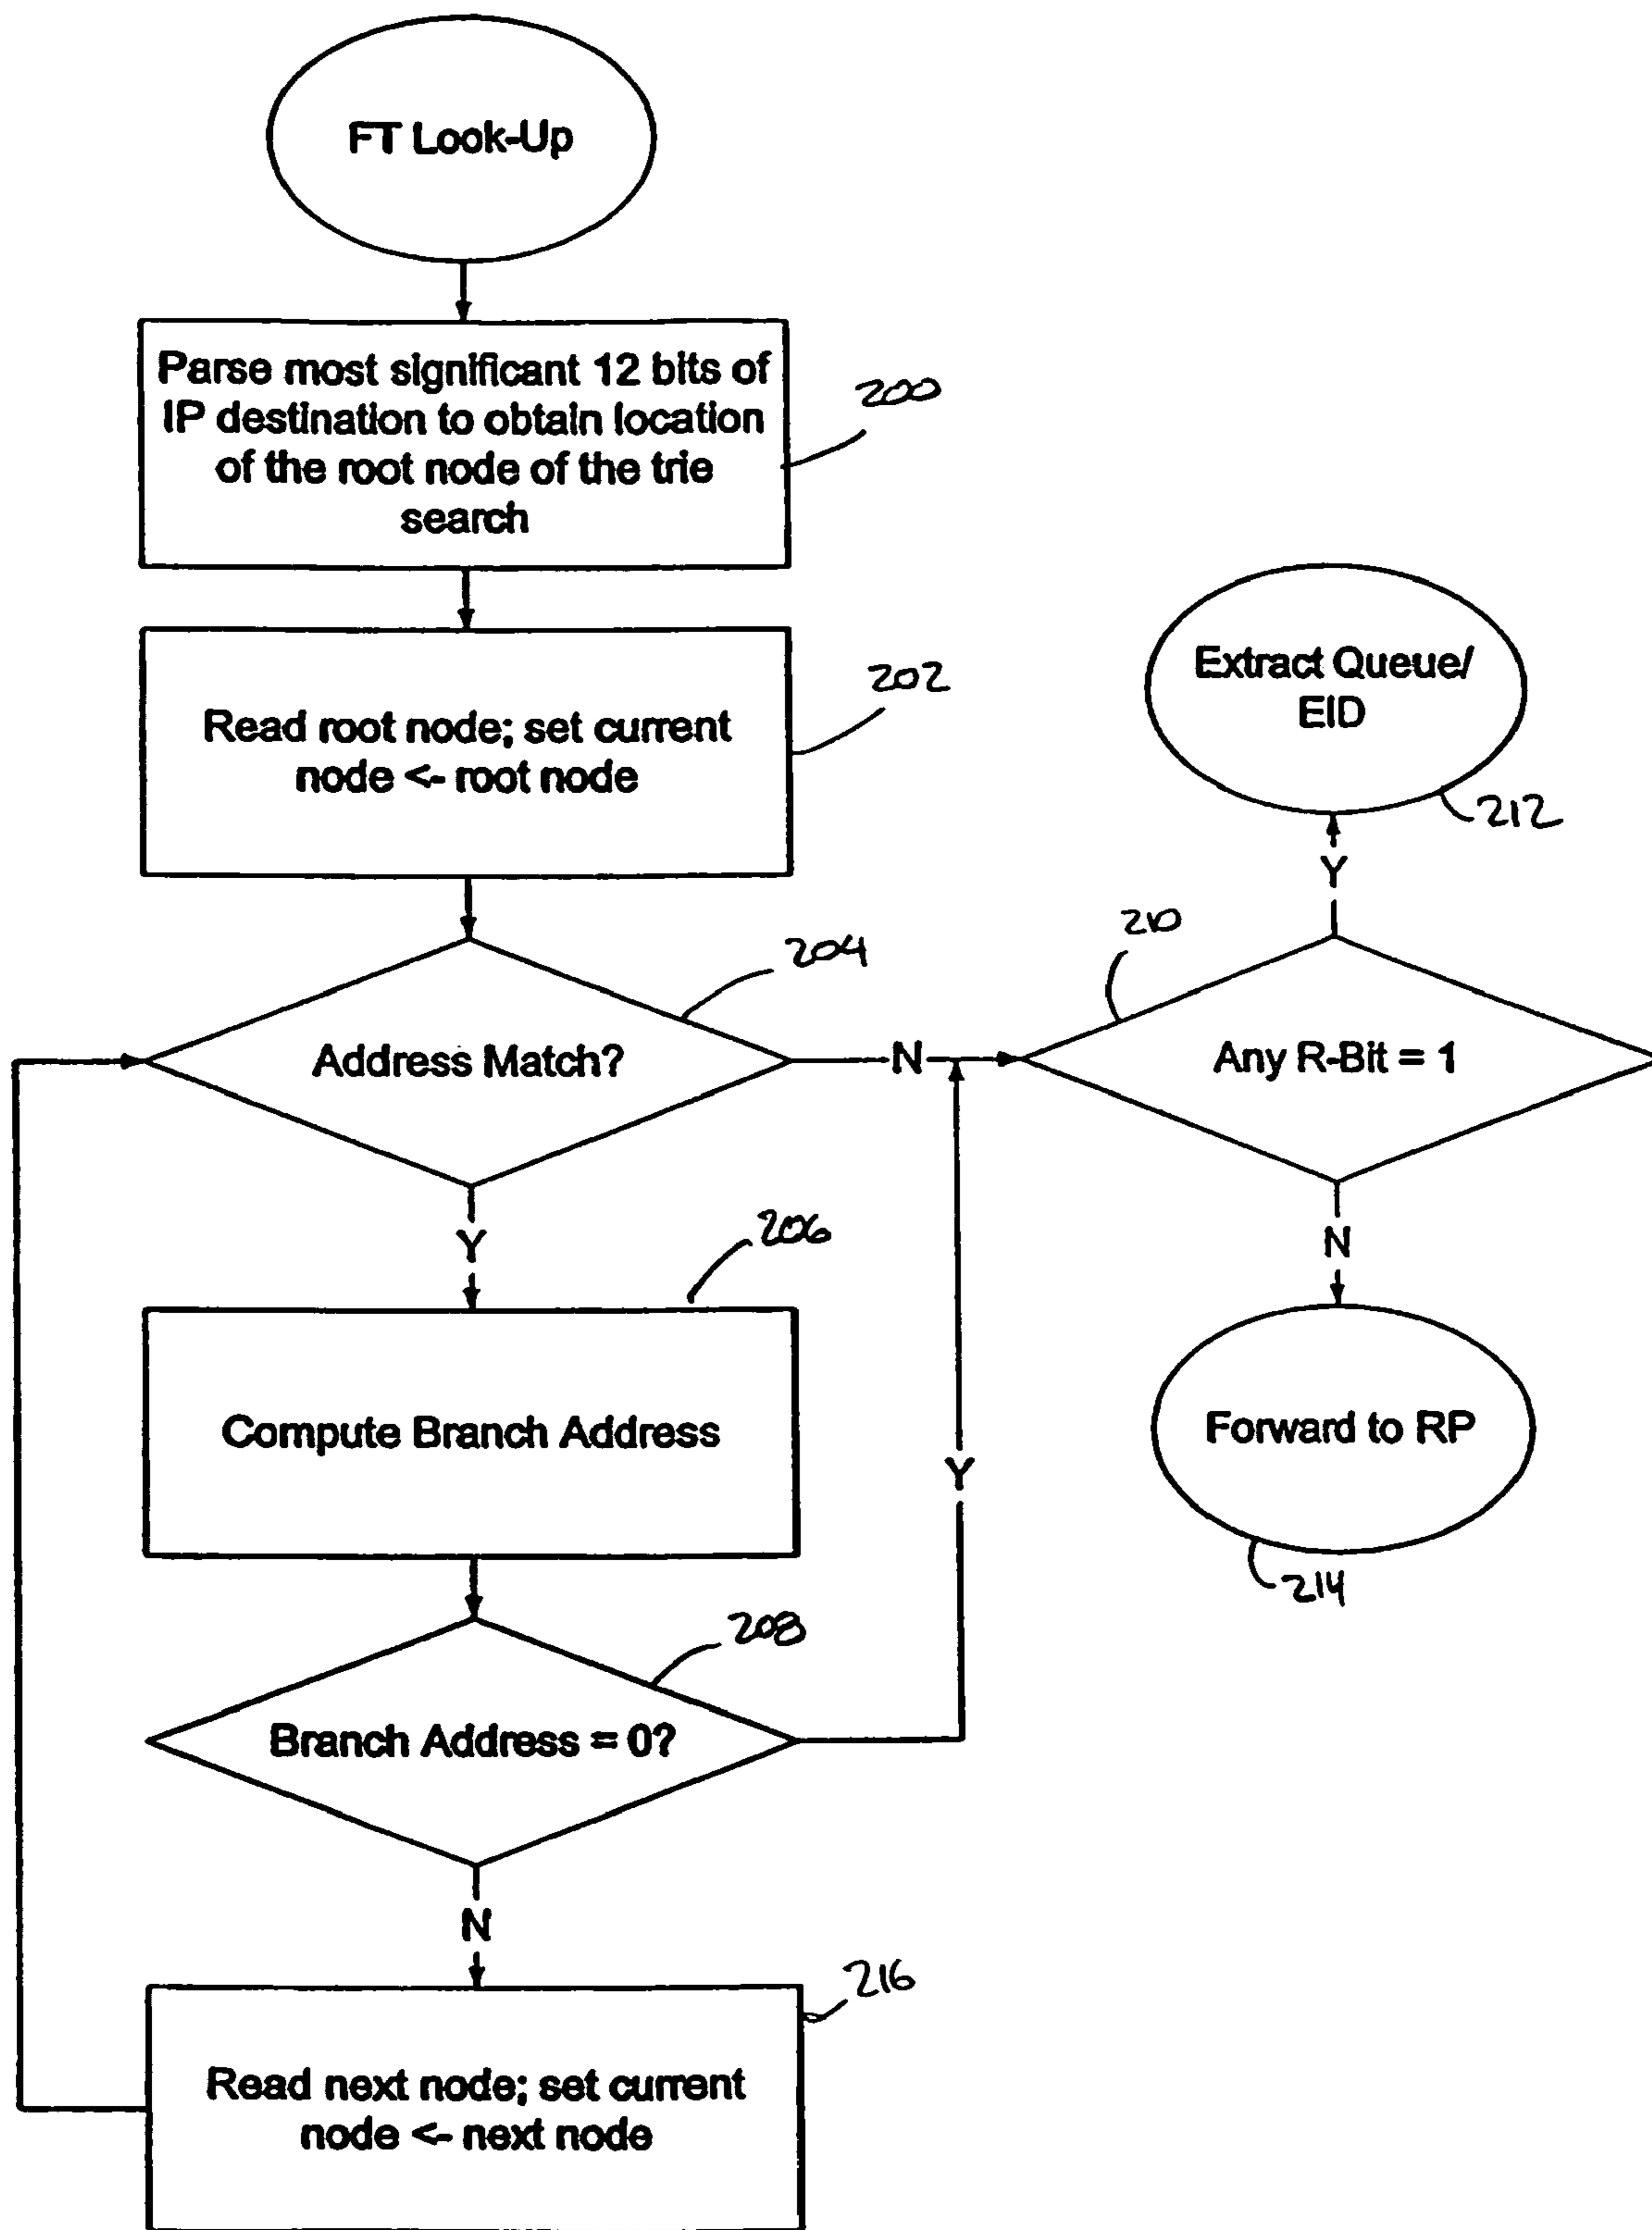 FT Look-Up
Parse most significant 12 bits of
IP destination to obtain location
of the root node of the trie
search
200
Read root node; set current
node <- root node
202
Extract Queue/
EID
212
Y
Address Match?
204
N
210
Any R-Bit = 1
Y
206
N
Compute Branch Address
Y
Forward to RP
214
Branch Address = 0?
208
N
216
Read next node; set current
node <- next node